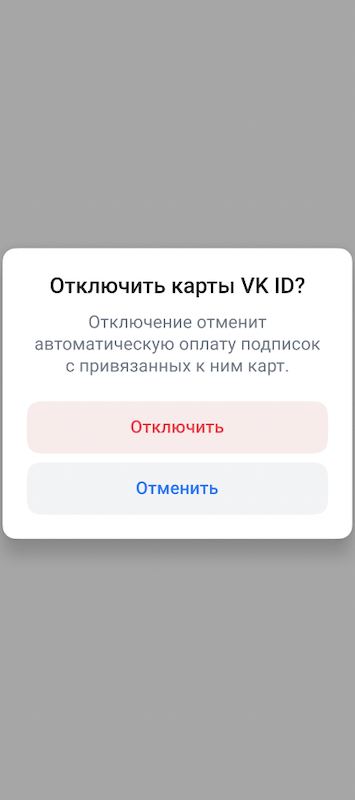 Отключить карты VK ID?
Отключение отменит
автоматическую оплату подписок
с привязанных к ним карт.
Отключить
Отменить